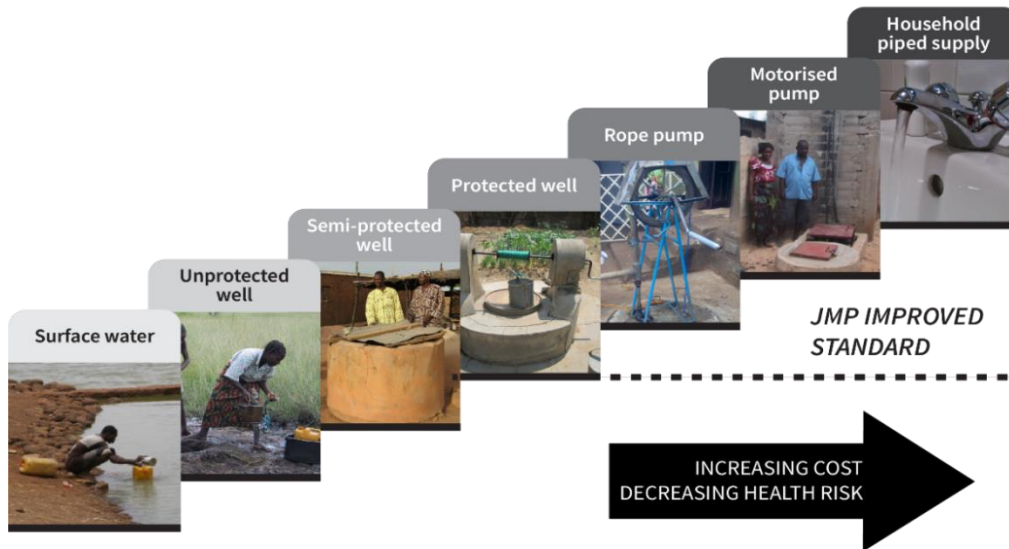 Surface water
Unprotected
well
Semi-protected
well
Protected well
Rope pump
Motorised
pump
Household
piped supply
JMP IMPROVED
STANDARD
INCREASING COST
DECREASING HEALTH RISK